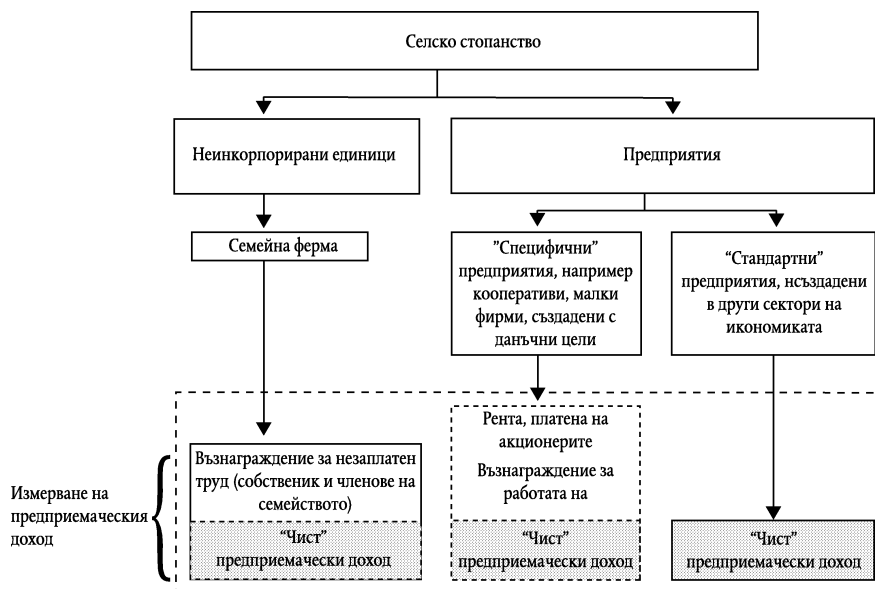 Селско стопанство
Неинкорпорирани единици
Предприятия
Семейна ферма
”Специфични”
предприятия, например
кооперативи, малки
фирми, създадени с
данъчни цели
“Стандартни”
предприятия, нсъздадени
в други сектори на
икономиката
Измерване на
предприемаческия
доход
Възнаграждение за незаплатен
труд (собственик и членове на
семейството)
“Чист”
предприемачески доход
Рента, платена на
акционерите
Възнаграждение за
работата на
“Чист”
предприемачески доход
“Чист”
предприемачески доход